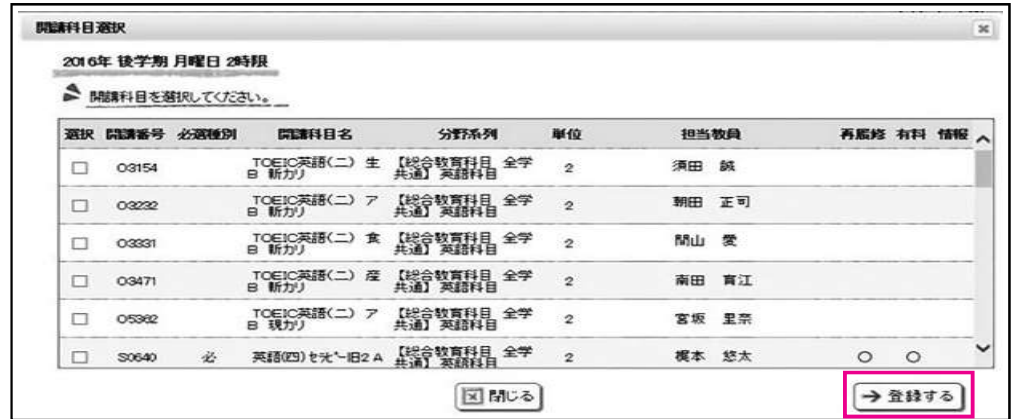 開講科目選択
2016年 後学期 月曜日 2時限
開講科目を選択してください。
選択 開講番号 必選種別 開講科目名 分野系列 単位 担当教員 再履修 有料 情報
O3154 TOEIC英語(二) 生 【総合教育科目 全学 2 須田 誠
B 新カリ 共通】英語科目
O3232 TOEIC英語(二) ア 【総合教育科目 全学 2 朝田 正司
B 新カリ 共通】英語科目
O3331 TOEIC英語(二) 食 【総合教育科目 全学 2 関山 愛
B 新カリ 共通】英語科目
O3471 TOEIC英語(二) 産 【総合教育科目 全学 2 南田 育江
B 新カリ 共通】英語科目
O5362 TOEIC英語(二) ア 【総合教育科目 全学 2 宮坂 里奈
B 現カリ 共通】英語科目
S0640 必 英語(四) 旧2 A 【総合教育科目 全学 2 梶本 悠太 ○ ○
共通】英語科目
閉じる
→ 登録する